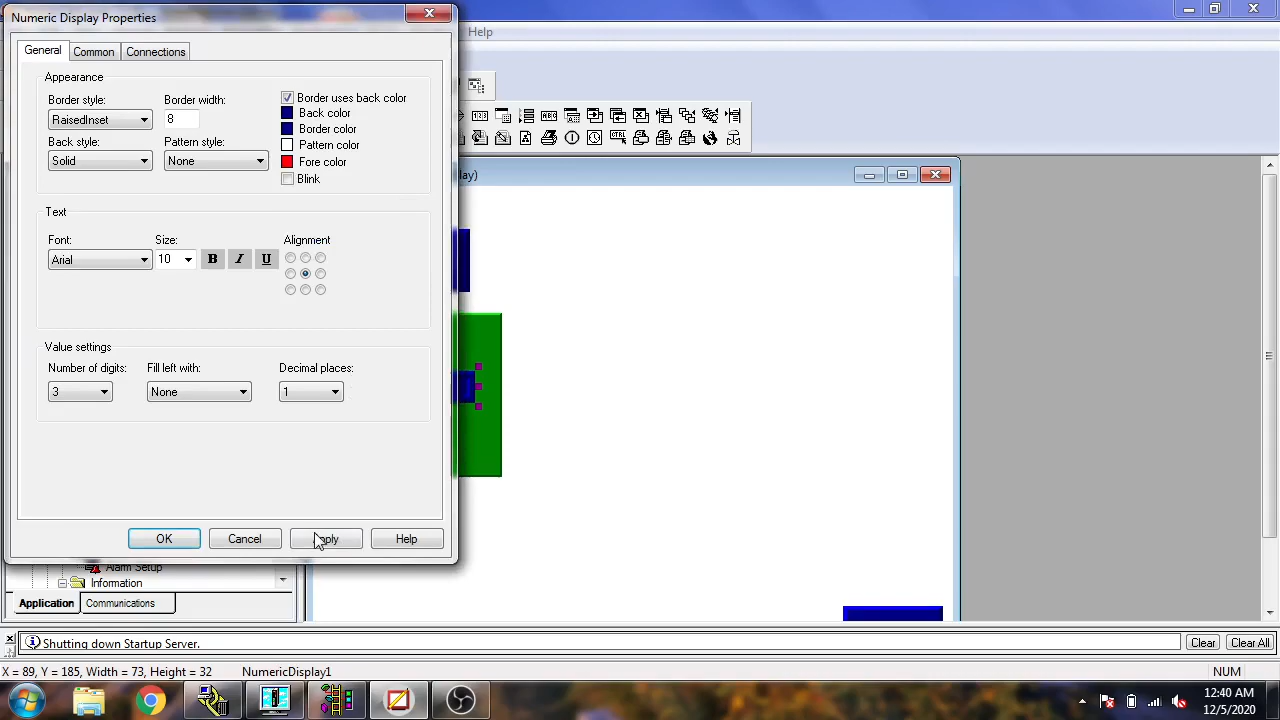 Numeric Display Properties
Help
General Common Connections
Appearance
Border style: Border width: Border uses back color
RaisedInset 8 Back color
Border color
Back style: Pattern style: Pattern color
Solid None Fore color
Blink
lay)
Text
Font: Size: Alignment
Arial 10 B I U
Value settings
Number of digits: Fill left with: Decimal places:
3 None 1
OK Cancel Apply Help
Alarm Setup
Information
Application Communications
Shutting down Startup Server. Clear Clear All
X = 89, Y = 185, Width = 73, Height = 32 NumericDisplay1 NUM
12:40 AM
12/5/2020